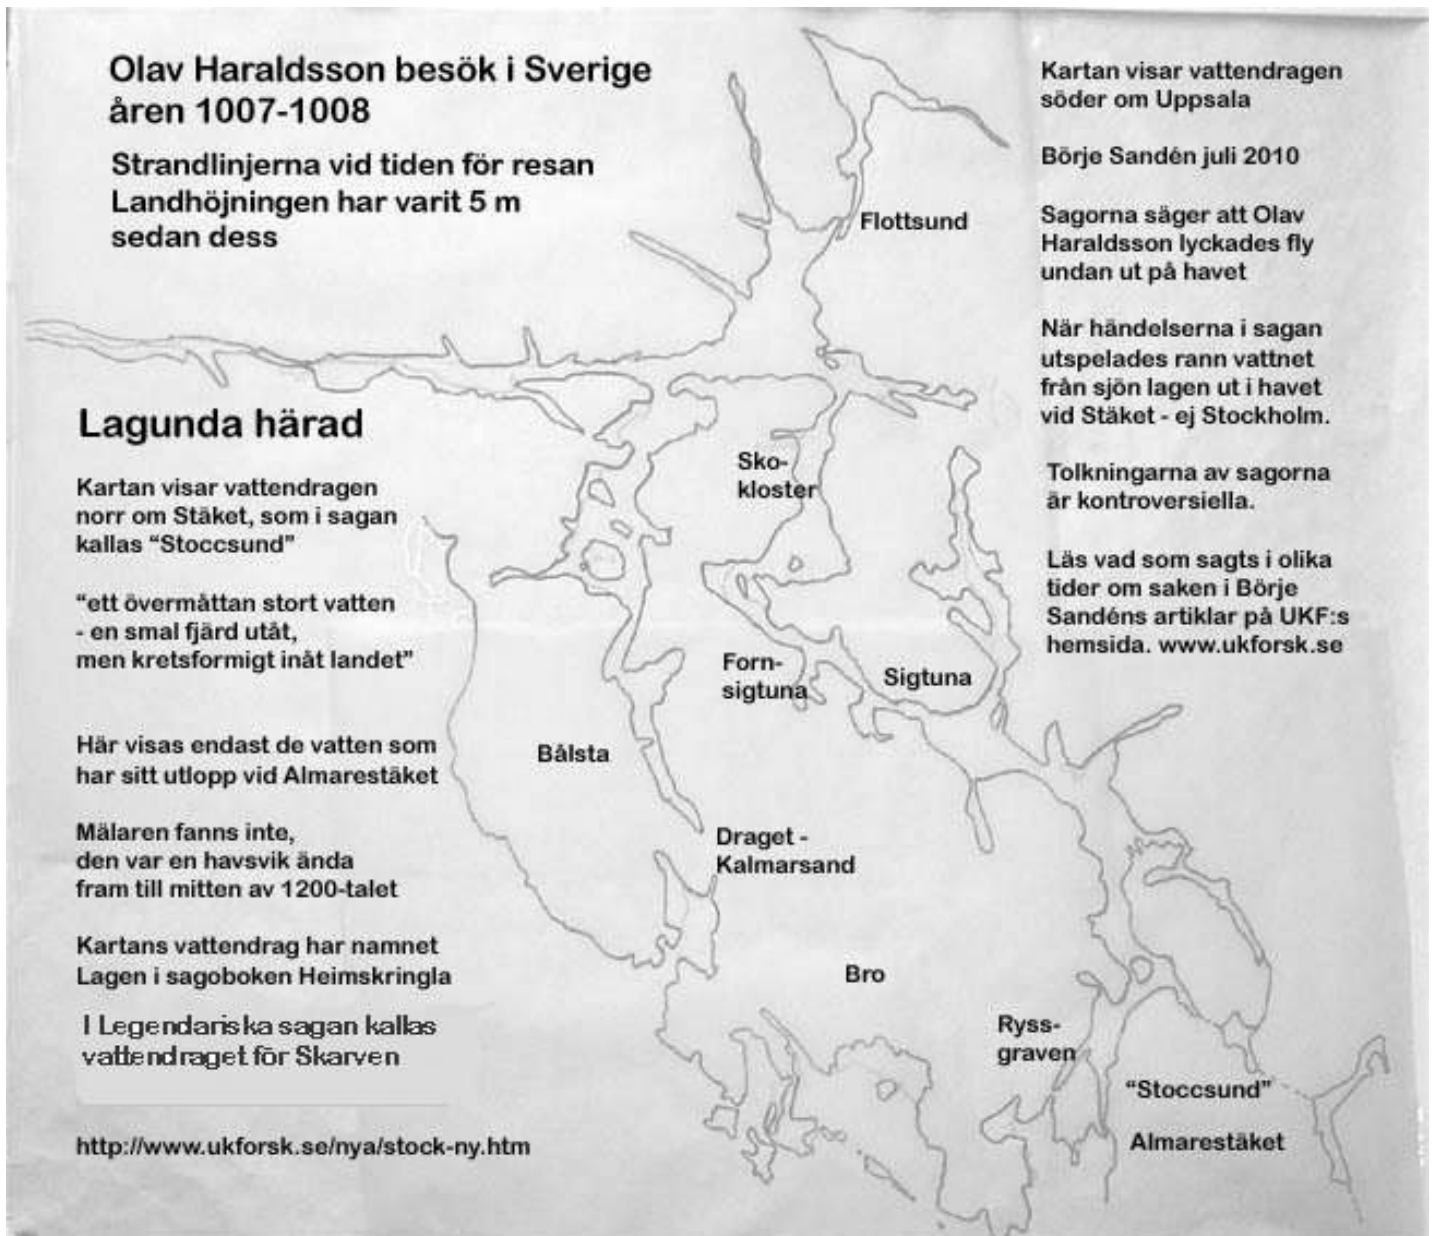 Olav Haraldsson besök i Sverige
åren 1007-1008
Strandlinjerna vid tiden för resan
Landhöjningen har varit 5 m
sedan dess
Lagunda härad
Kartan visar vattendragen
norr om Stäket, som i sagan
kallas “Stoccsund”
“ett övermåttan stort vatten
- en smal fjärd utåt,
men kretsformigt inåt landet”
Här visas endast de vatten som
har sitt utlopp vid Almarestäket
Mälaren fanns inte,
den var en havsvik ända
fram till mitten av 1200-talet
Kartans vattendrag har namnet
Lagen i sagoboken Heimskringla
I Legendariska sagan kallas
vattendraget för Skarven
http://www.ukforsk.se/nya/stock-ny.htm
Flottsund
Sko-
kloster
Forn-
sigtuna
Sigtuna
Bålsta
Draget -
Kalmarsand
Bro
Ryss-
graven
“Stoccsund”
Almarestäket
Kartan visar vattendragen
söder om Uppsala
Börje Sandén juli 2010
Sagorna säger att Olav
Haraldsson lyckades fly
undan ut på havet
När händelserna i sagan
utspelades rann vattnet
från sjön lagen ut i havet
vid Stäket - ej Stockholm.
Tolkningarna av sagorna
är kontroversiella.
Läs vad som sagts i olika
tider om saken i Börje
Sandéns artiklar på UKF:s
hemsida. www.ukforsk.se